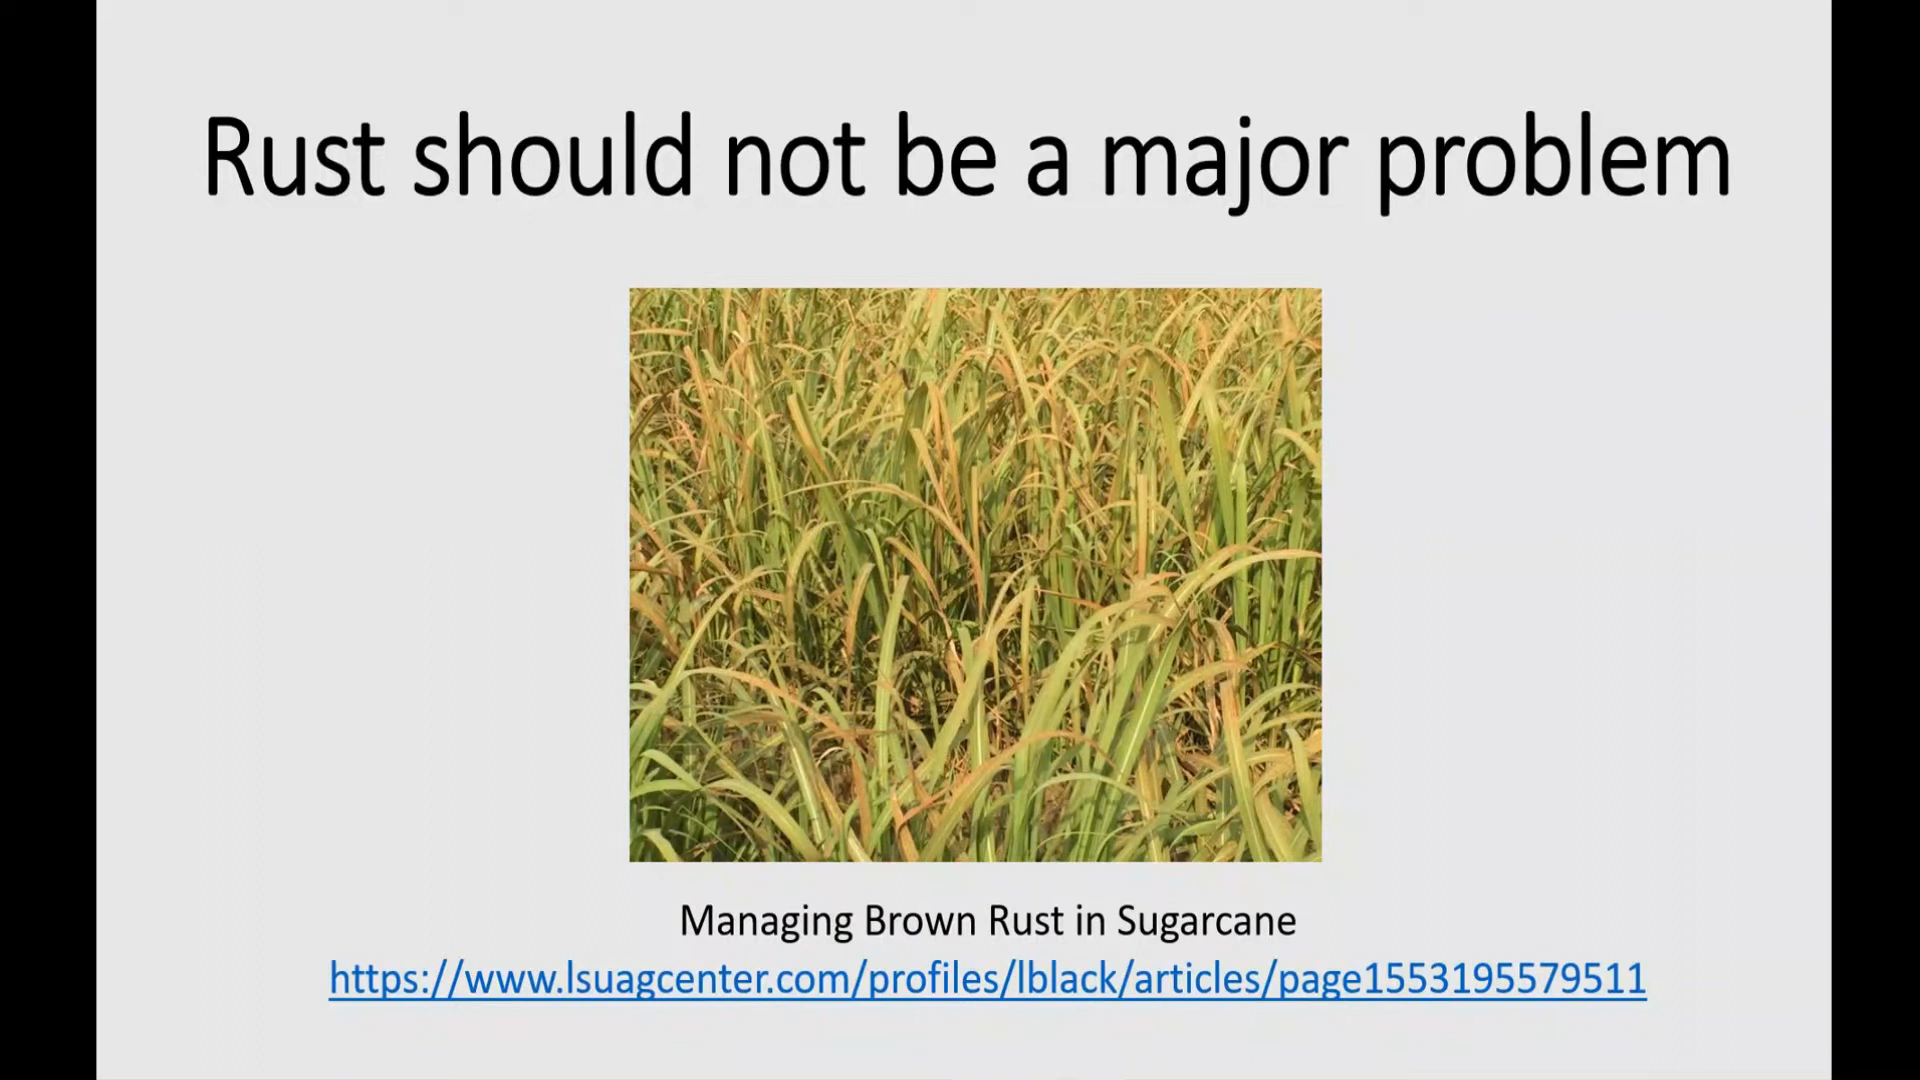 Rust should not be a major problem
Managing Brown Rust in Sugarcane
https://www.lsuagcenter.com/profiles/lblack/articles/page1553195579511